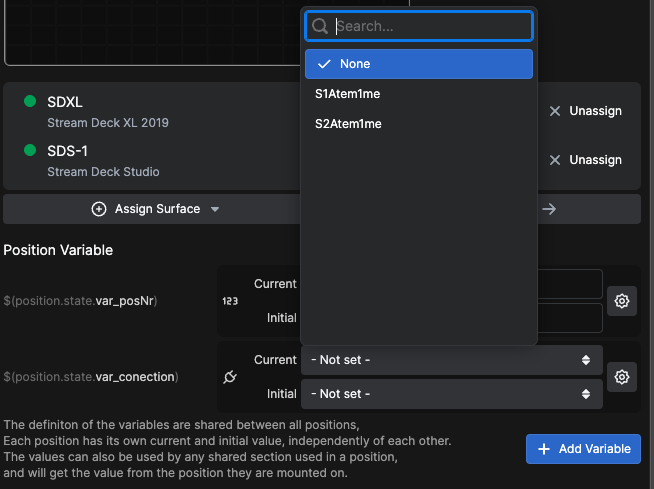 Search...
None
S1Atem1me
S2Atem1me
SDXL
Stream Deck XL 2019
Unassign
SDS-1
Stream Deck Studio
Unassign
Assign Surface
Position Variable
$(position.state.var_posNr)
123
Current
Initial
$(position.state.var_conection)
Current
- Not set -
Initial
- Not set -
The definiton of the variables are shared between all positions,
Each position has its own current and initial value, independently of each other.
The values can also be used by any shared section used in a position,
and will get the value from the position they are mounted on.
Add Variable